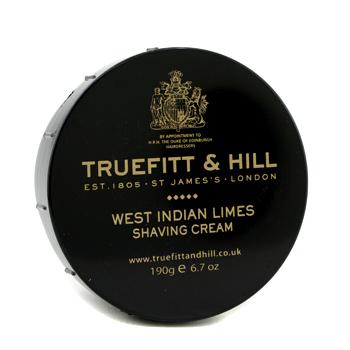 BY APPOINTMENT TO
H.R.H. THE DUKE OF EDINBURGH
HAIRDRESSERS
TRUEFITT & HILL
EST. 1805 · ST JAMES'S · LONDON
WEST INDIAN LIMES
SHAVING CREAM
www.truefittandhill.co.uk
190g e 6.7 oz